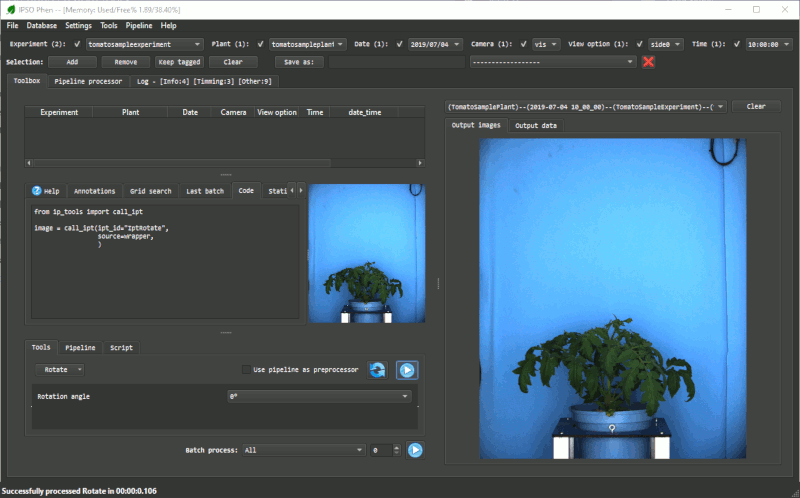 IPSO Phen -- [Memory: Used/Free% 1.89/38.40%]
File Database Settings Tools Pipeline Help
Experiment (2): tomatosampleexperiment Plant (1): tomatosampleplant Date (1): 2019/07/04 Camera (1): vis View option (1): side0 Time (1): 10:00:00
Selection: Add Remove Keep tagged Clear Save as: -----------------
Toolbox Pipeline processor Log - [Info:4] [Timming:3] [Other:9]
Experiment Plant Date Camera View option Time date_time
(TomatoSamplePlant)--(2019-07-04 10_00_00)--(TomatoSampleExperiment)--( Clear
Output images Output data
Help Annotations Grid search Last batch Code Stati
from ip_tools import call_ipt
image = call_ipt(ipt_id="IptRotate",
source=wrapper,
)
Tools Pipeline Script
Rotate Use pipeline as preprocessor
Rotation angle 0°
Batch process: All 0
Successfully processed Rotate in 00:00:0.106